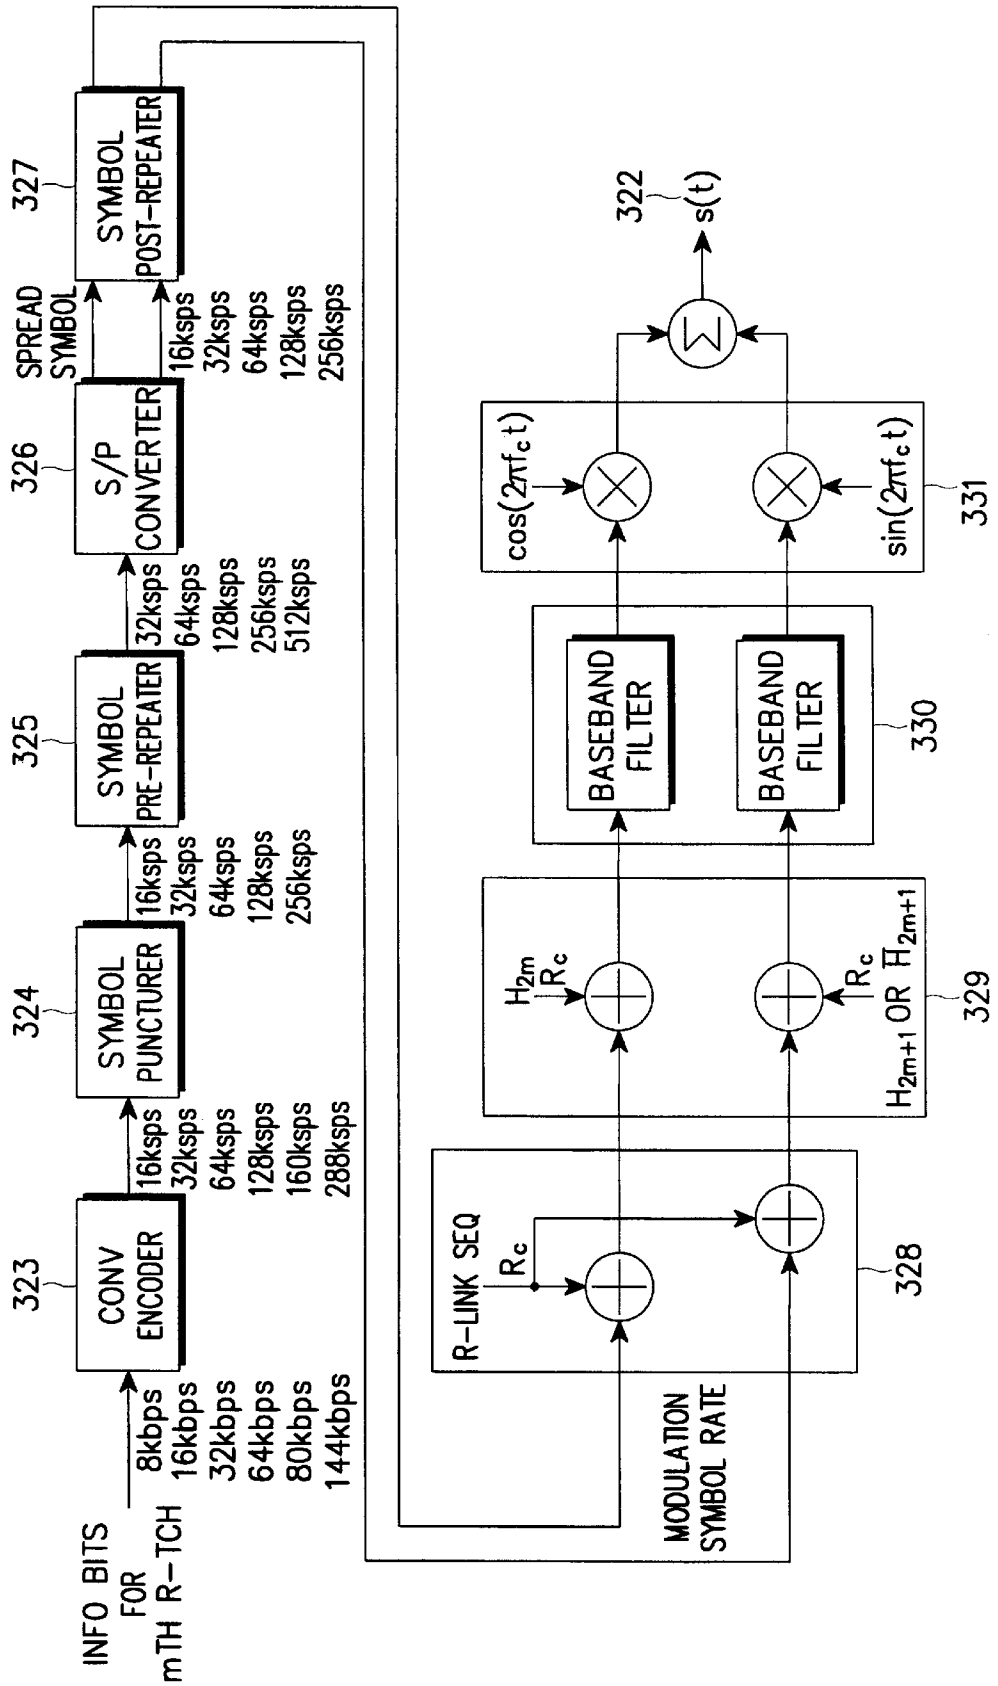 INFO BITS
FOR
mTH R-TCH
8kbps
16kbps
32kbps
64kbps
80kbps
144kbps
323
CONV
ENCODER
16ksps
32ksps
64ksps
128ksps
160ksps
288ksps
324
SYMBOL
PUNCTURER
16ksps
32ksps
64ksps
128ksps
256ksps
325
SYMBOL
PRE-REPEATER
32ksps
64ksps
128ksps
256ksps
512ksps
326
S/P
CONVERTER
SPREAD
SYMBOL
16ksps
32ksps
64ksps
128ksps
256ksps
327
SYMBOL
POST-REPEATER
MODULATION
SYMBOL RATE
R-LINK SEQ
Rc
328
H2m
Rc
Rc
H2m+1 OR H̅2m+1
329
BASEBAND
FILTER
BASEBAND
FILTER
330
cos(2πfct)
sin(2πfct)
331
Σ
322
s(t)